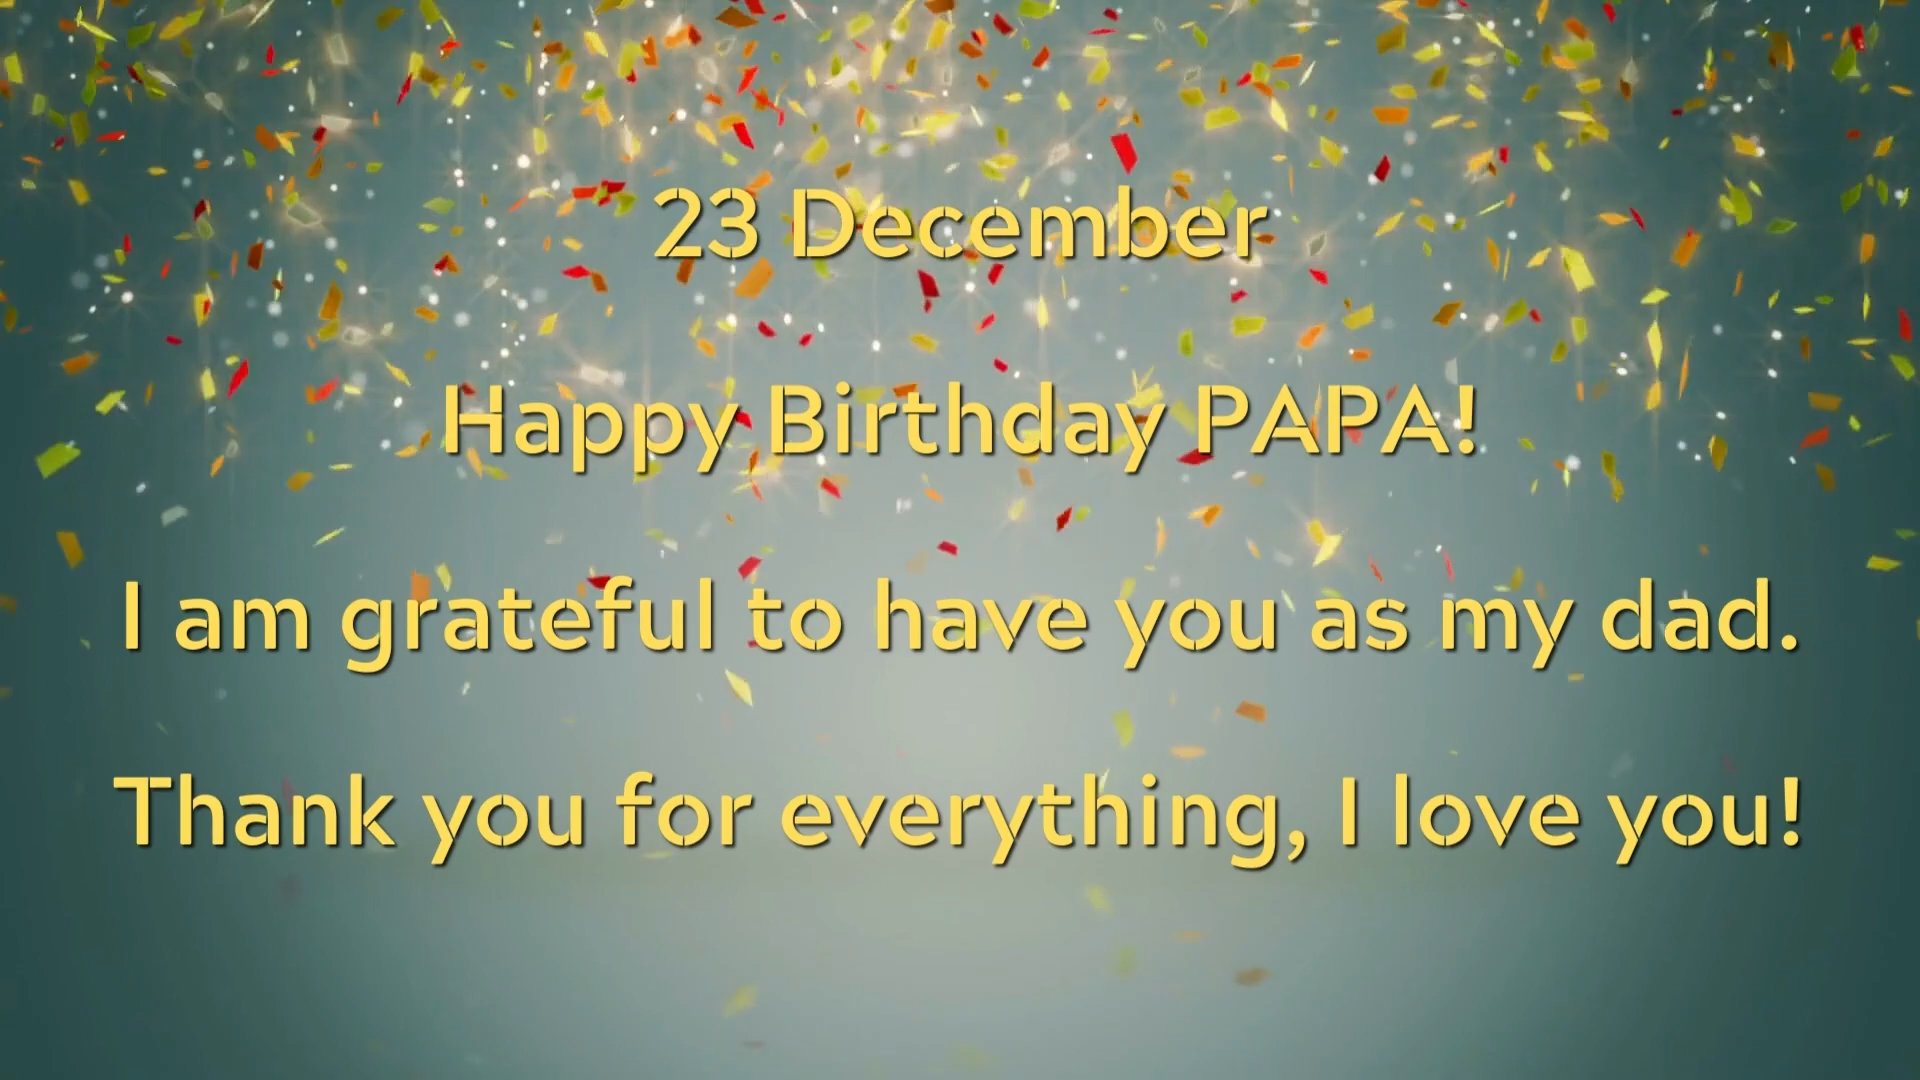 23 December
Happy Birthday PAPA!
I am grateful to have you as my dad.
Thank you for everything, I love you!